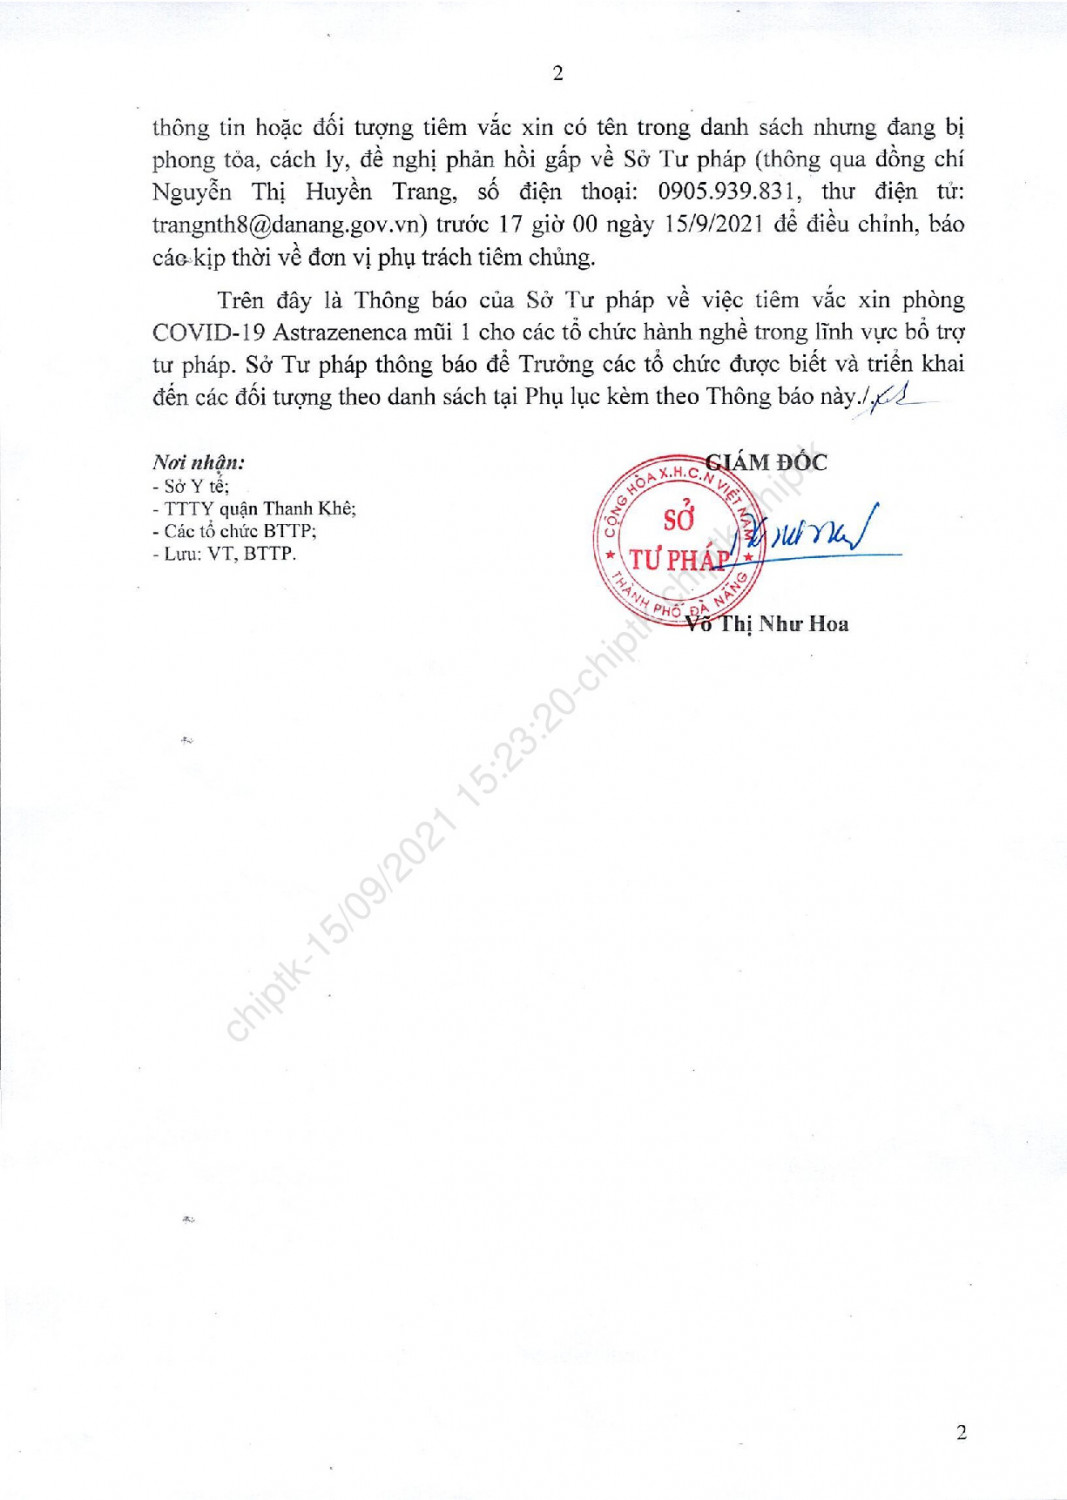 2
thông tin hoặc đối tượng tiêm vắc xin có tên trong danh sách nhưng đang bị
phong tỏa, cách ly, đề nghị phản hồi gấp về Sở Tư pháp (thông qua đồng chí
Nguyễn Thị Huyền Trang, số điện thoại: 0905.939.831, thư điện tử:
trangnth8@danang.gov.vn) trước 17 giờ 00 ngày 15/9/2021 để điều chỉnh, báo
cáo kịp thời về đơn vị phụ trách tiêm chủng.
Trên đây là Thông báo của Sở Tư pháp về việc tiêm vắc xin phòng
COVID-19 Astrazenenca mũi 1 cho các tổ chức hành nghề trong lĩnh vực bổ trợ
tư pháp. Sở Tư pháp thông báo để Trưởng các tổ chức được biết và triển khai
đến các đối tượng theo danh sách tại Phụ lục kèm theo Thông báo này./.
Nơi nhận:
- Sở Y tế;
- TTTY quận Thanh Khê;
- Các tổ chức BTTP;
- Lưu: VT, BTTP.
GIÁM ĐỐC
CỘNG HÒA X.H.C.N VIỆT NAM
SỞ
TƯ PHÁP
THÀNH PHỐ ĐÀ NẴNG
Võ Thị Như Hoa
chiptk-15/09/2021 15:23:20-chiptk-chiptk-chiptk
2